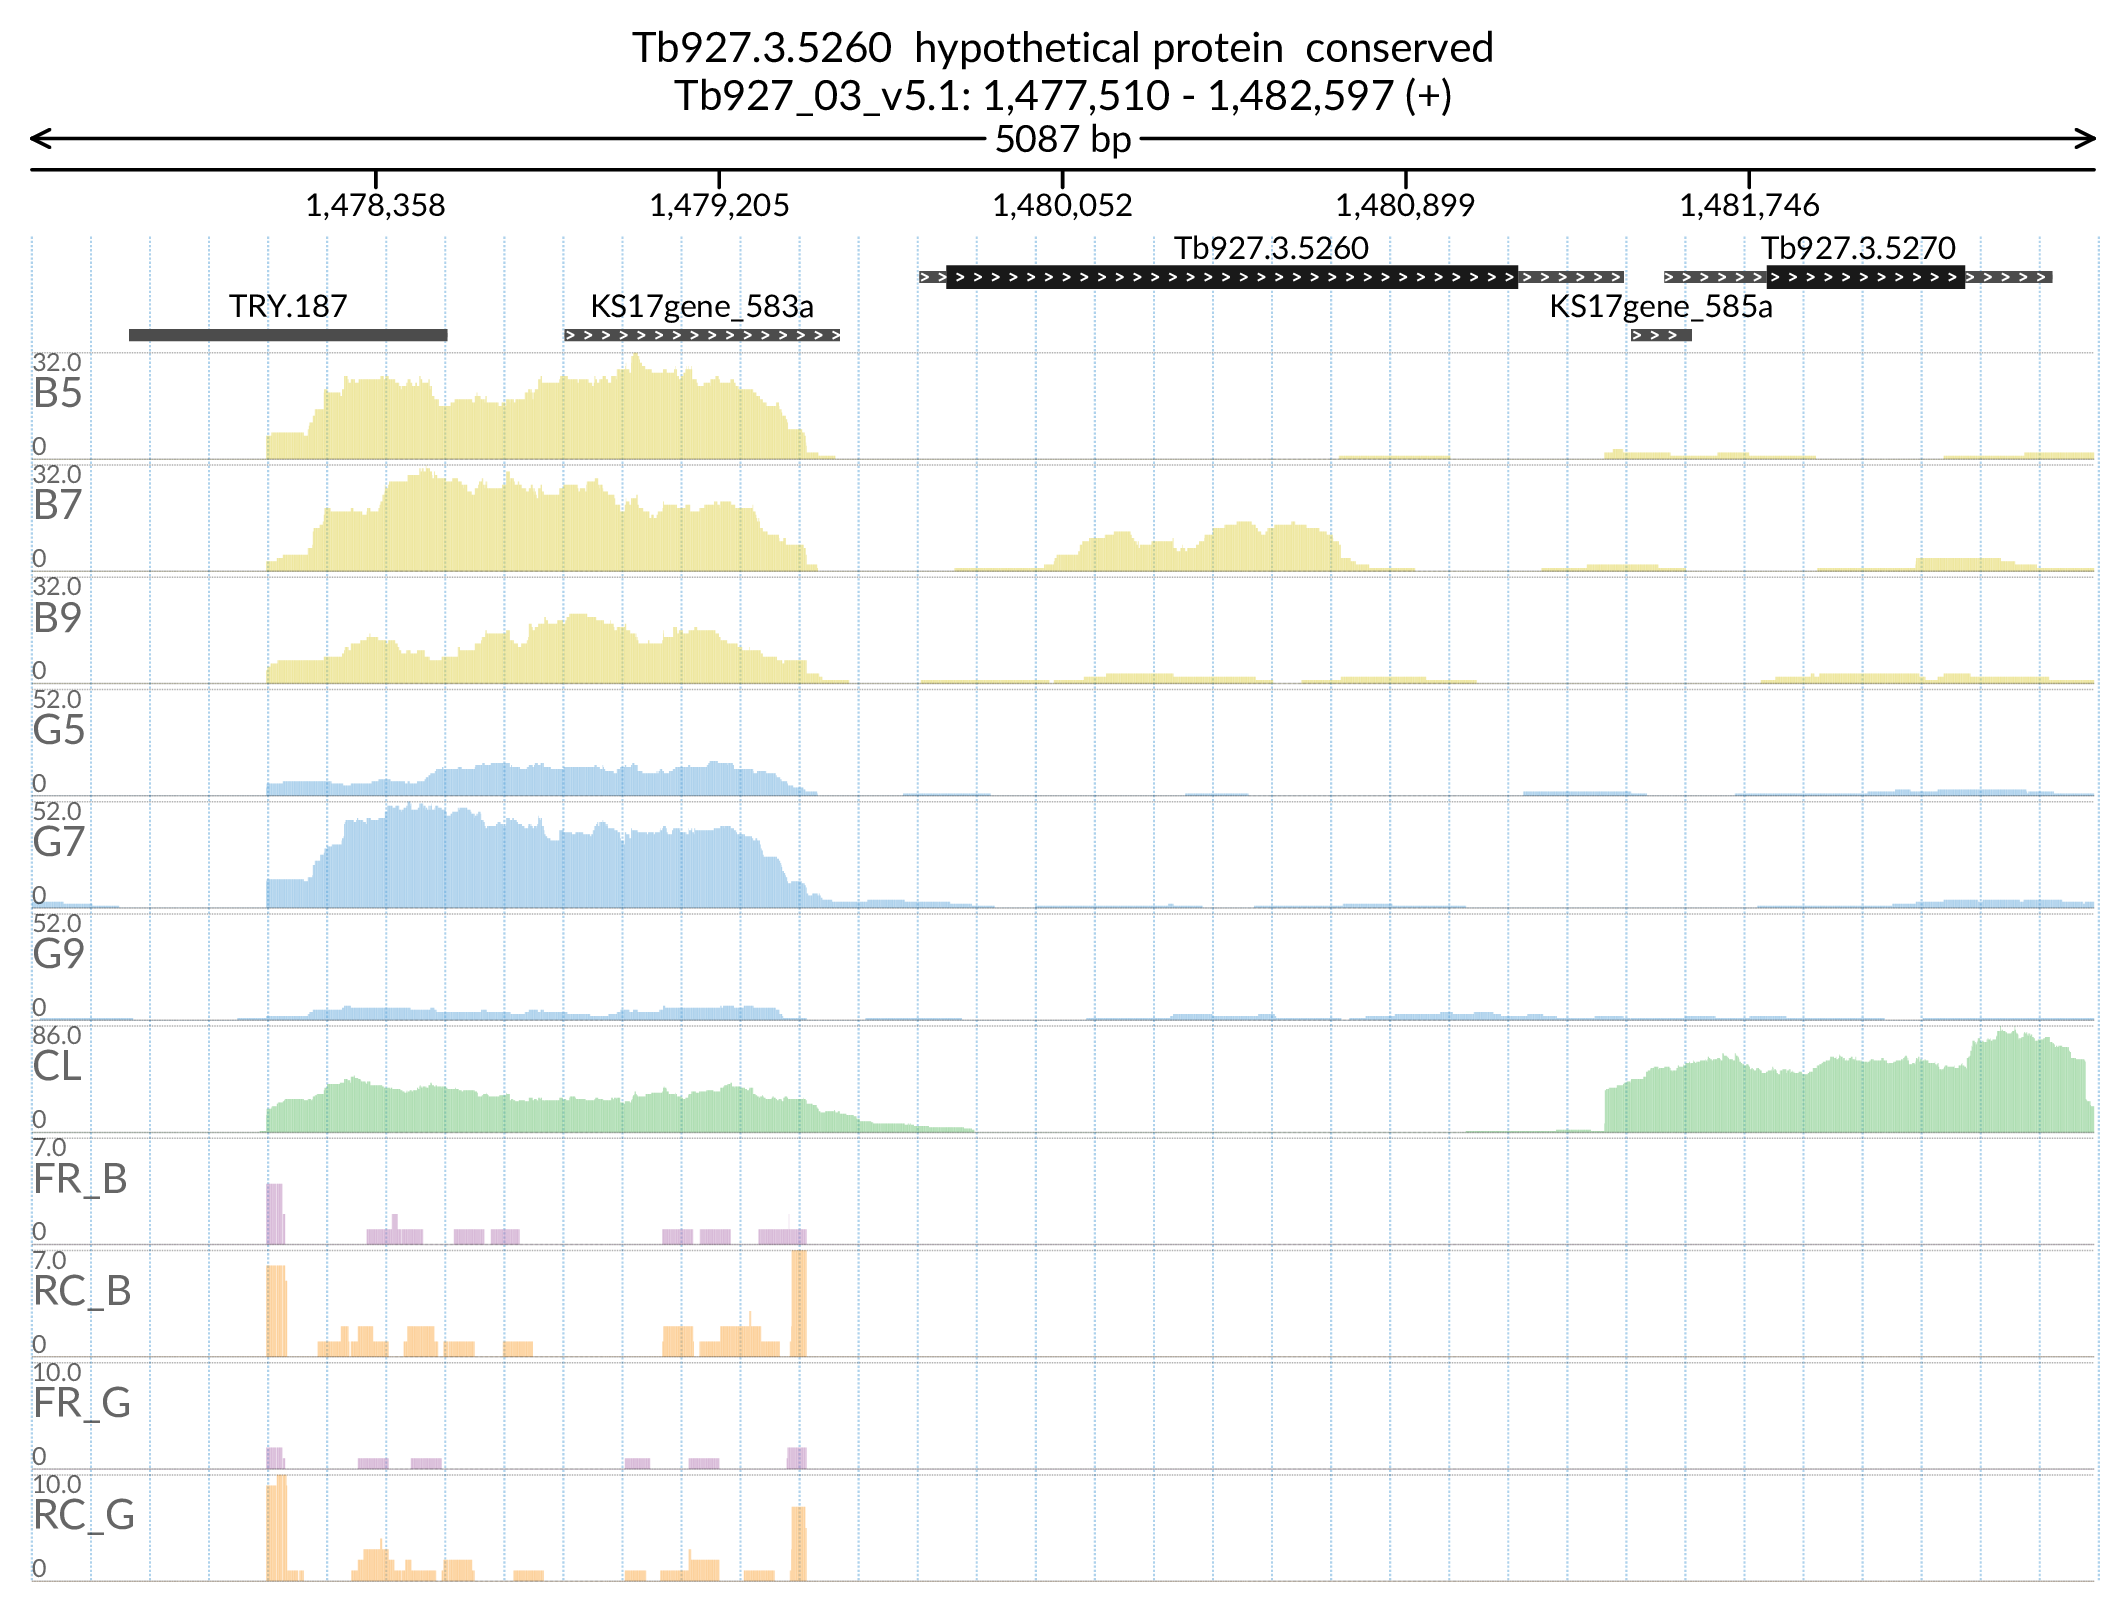 Tb927.3.5260 hypothetical protein conserved
Tb927_03_v5.1: 1,477,510 - 1,482,597 (+)
5087 bp
1,478,358 1,479,205 1,480,052 1,480,899 1,481,746
Tb927.3.5260 Tb927.3.5270
TRY.187 KS17gene_583a KS17gene_585a
32.0
B5
0
32.0
B7
0
32.0
B9
0
52.0
G5
0
52.0
G7
0
52.0
G9
0
86.0
CL
0
7.0
FR_B
0
7.0
RC_B
0
10.0
FR_G
0
10.0
RC_G
0